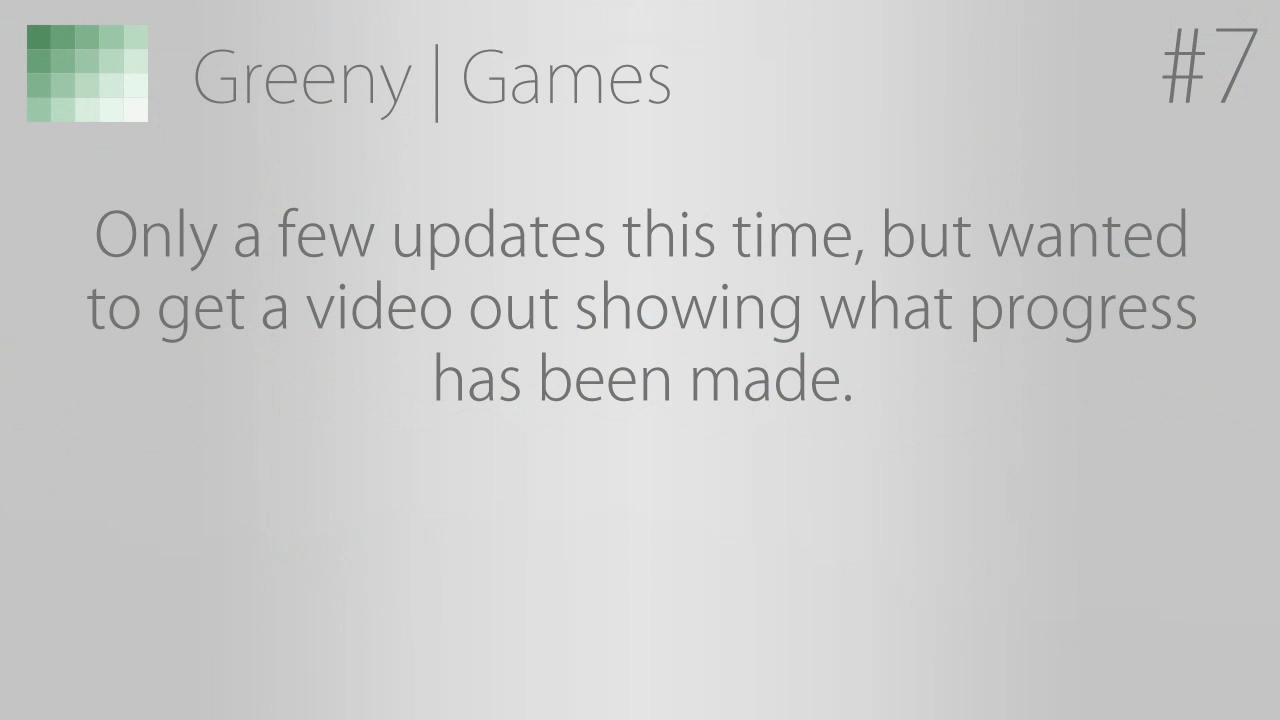 Greeny | Games
#7
Only a few updates this time, but wanted
to get a video out showing what progress
has been made.